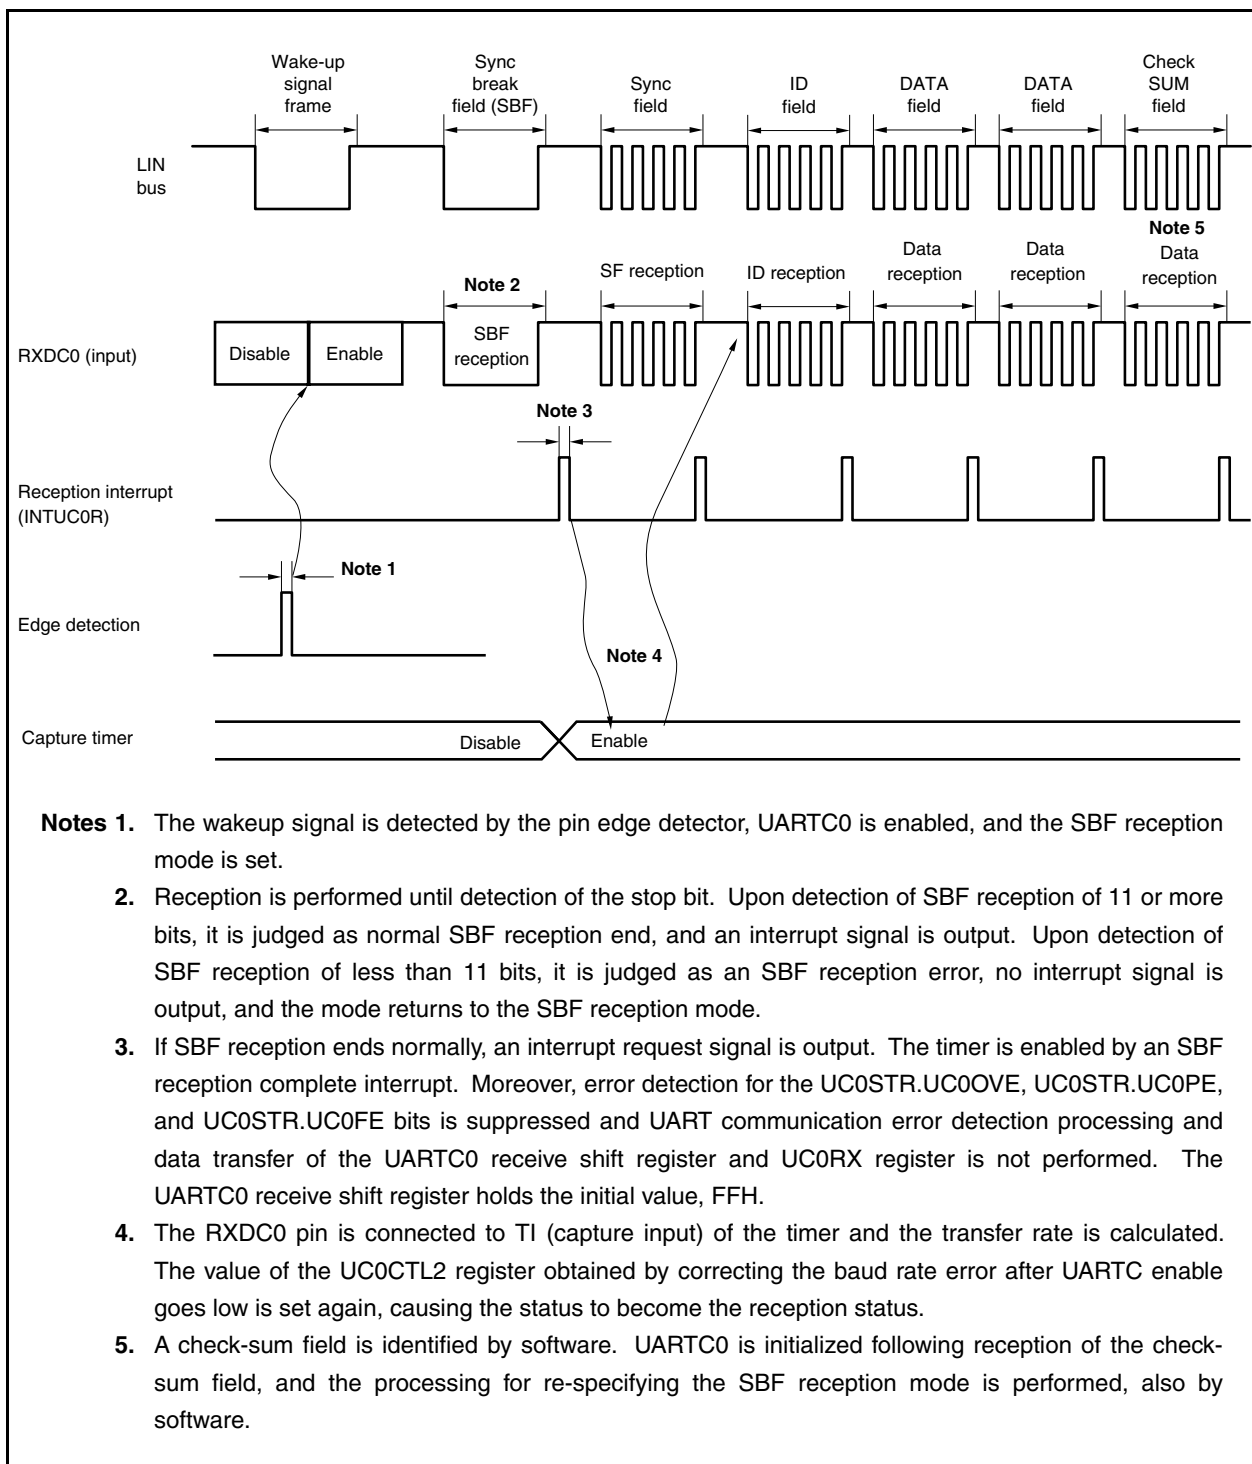 Wake-up
signal
frame
Sync
break
field (SBF)
Sync
field
ID
field
DATA
field
DATA
field
Check
SUM
field
LIN
bus
Note 5
Note 2
SF reception
ID reception
Data
reception
Data
reception
Data
reception
RXDC0 (input)
Disable
Enable
SBF
reception
Note 3
Reception interrupt
(INTUC0R)
Note 1
Edge detection
Note 4
Capture timer
Disable
Enable
Notes 1. The wakeup signal is detected by the pin edge detector, UARTC0 is enabled, and the SBF reception
mode is set.
2. Reception is performed until detection of the stop bit. Upon detection of SBF reception of 11 or more
bits, it is judged as normal SBF reception end, and an interrupt signal is output. Upon detection of
SBF reception of less than 11 bits, it is judged as an SBF reception error, no interrupt signal is
output, and the mode returns to the SBF reception mode.
3. If SBF reception ends normally, an interrupt request signal is output. The timer is enabled by an SBF
reception complete interrupt. Moreover, error detection for the UC0STR.UC0OVE, UC0STR.UC0PE,
and UC0STR.UC0FE bits is suppressed and UART communication error detection processing and
data transfer of the UARTC0 receive shift register and UC0RX register is not performed. The
UARTC0 receive shift register holds the initial value, FFH.
4. The RXDC0 pin is connected to TI (capture input) of the timer and the transfer rate is calculated.
The value of the UC0CTL2 register obtained by correcting the baud rate error after UARTC enable
goes low is set again, causing the status to become the reception status.
5. A check-sum field is identified by software. UARTC0 is initialized following reception of the check-
sum field, and the processing for re-specifying the SBF reception mode is performed, also by
software.